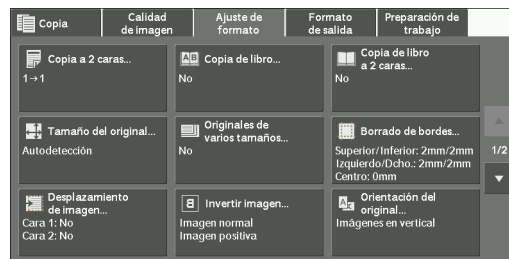 Copia
Calidad
de imagen
Ajuste de
formato
Formato
de salida
Preparación de
trabajo
Copia a 2 caras...
1→1
AB Copia de libro...
No
Copia de libro
a 2 caras...
No
Tamaño del original...
Autodetección
Originales de
varios tamaños...
No
Borrado de bordes...
Superior/Inferior: 2mm/2mm
Izquierdo/Dcho.: 2mm/2mm
Centro: 0mm
1/2
Desplazamiento
de imagen...
Cara 1: No
Cara 2: No
Invertir imagen...
Imagen normal
Imagen positiva
Orientación del
original...
Imágenes en vertical